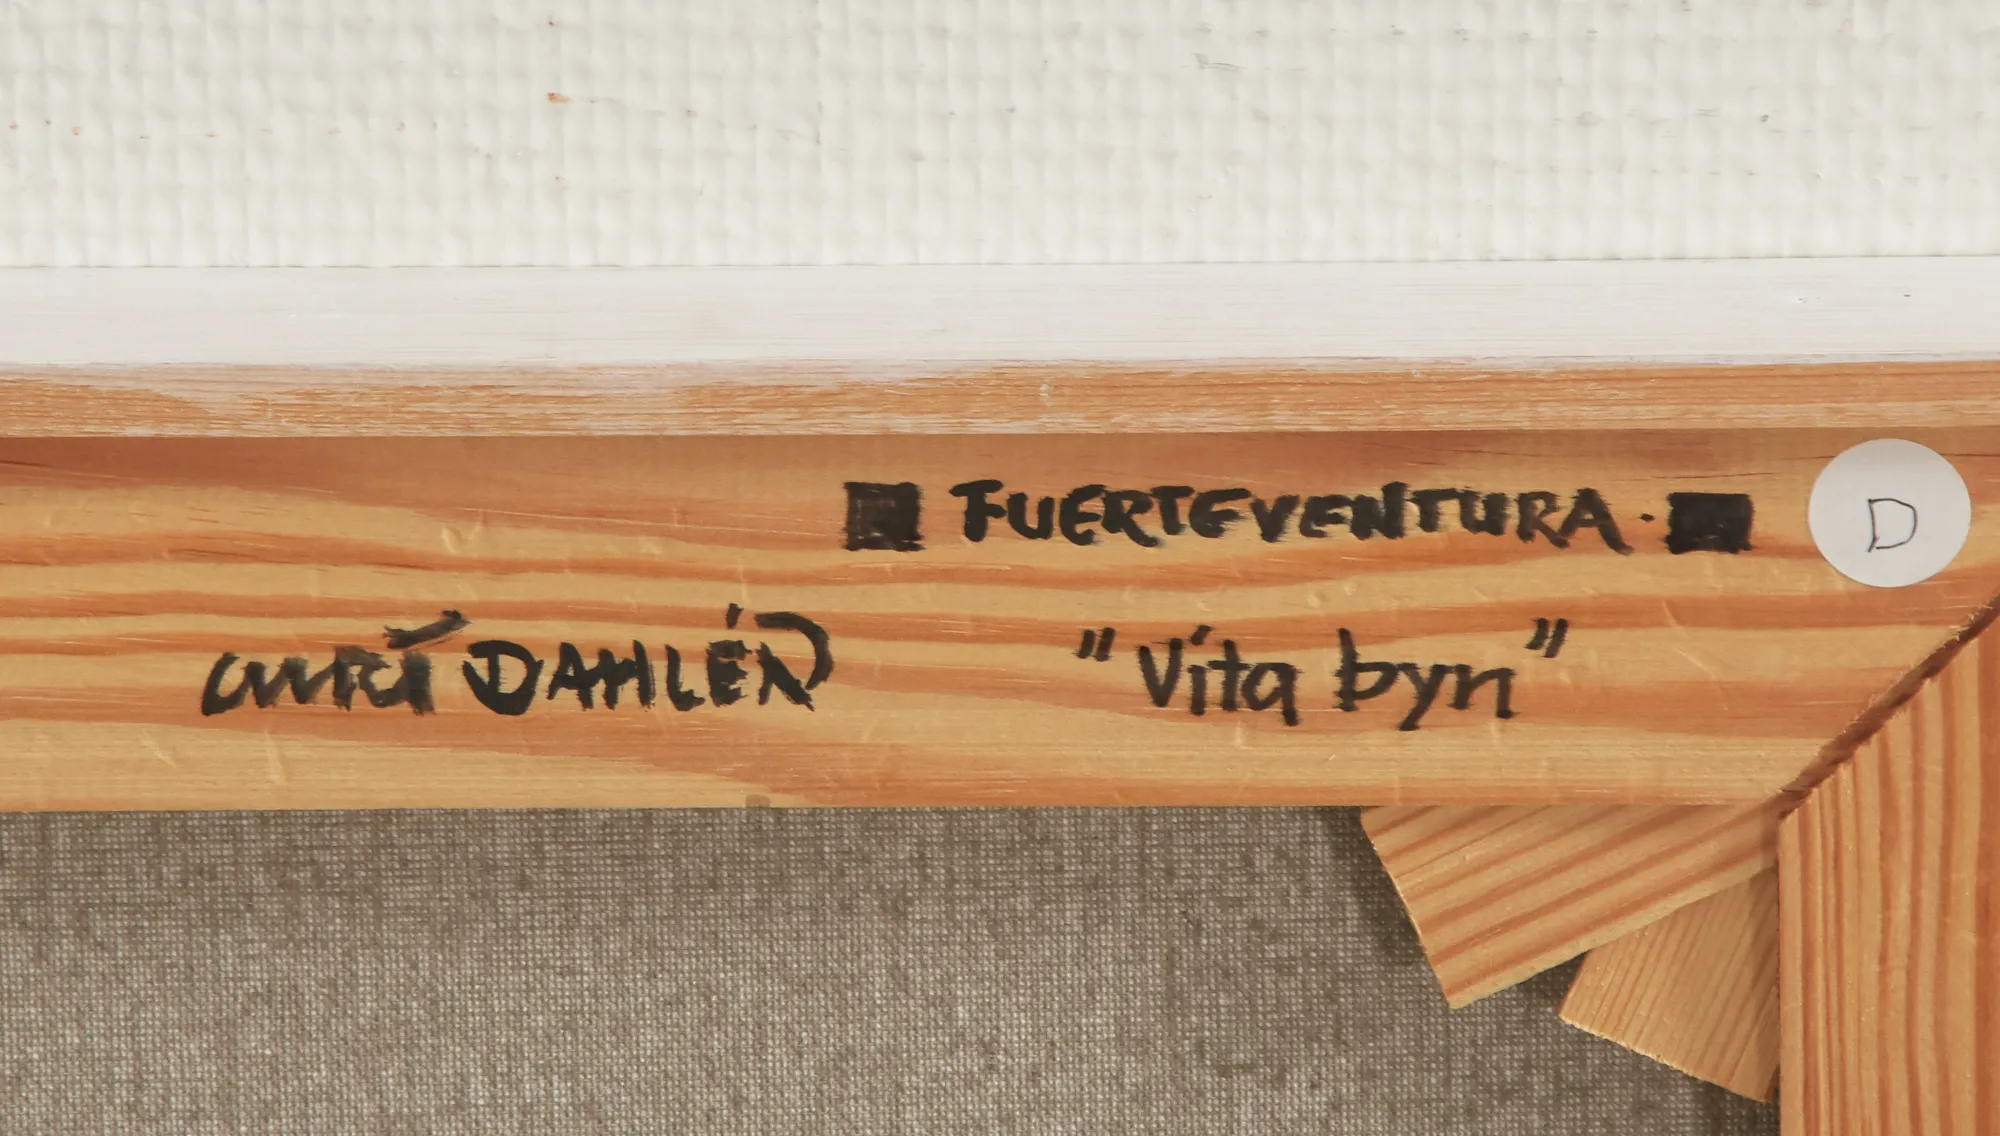 FUERTEVENTURA.
D
DAHLÉN "Vita byn"